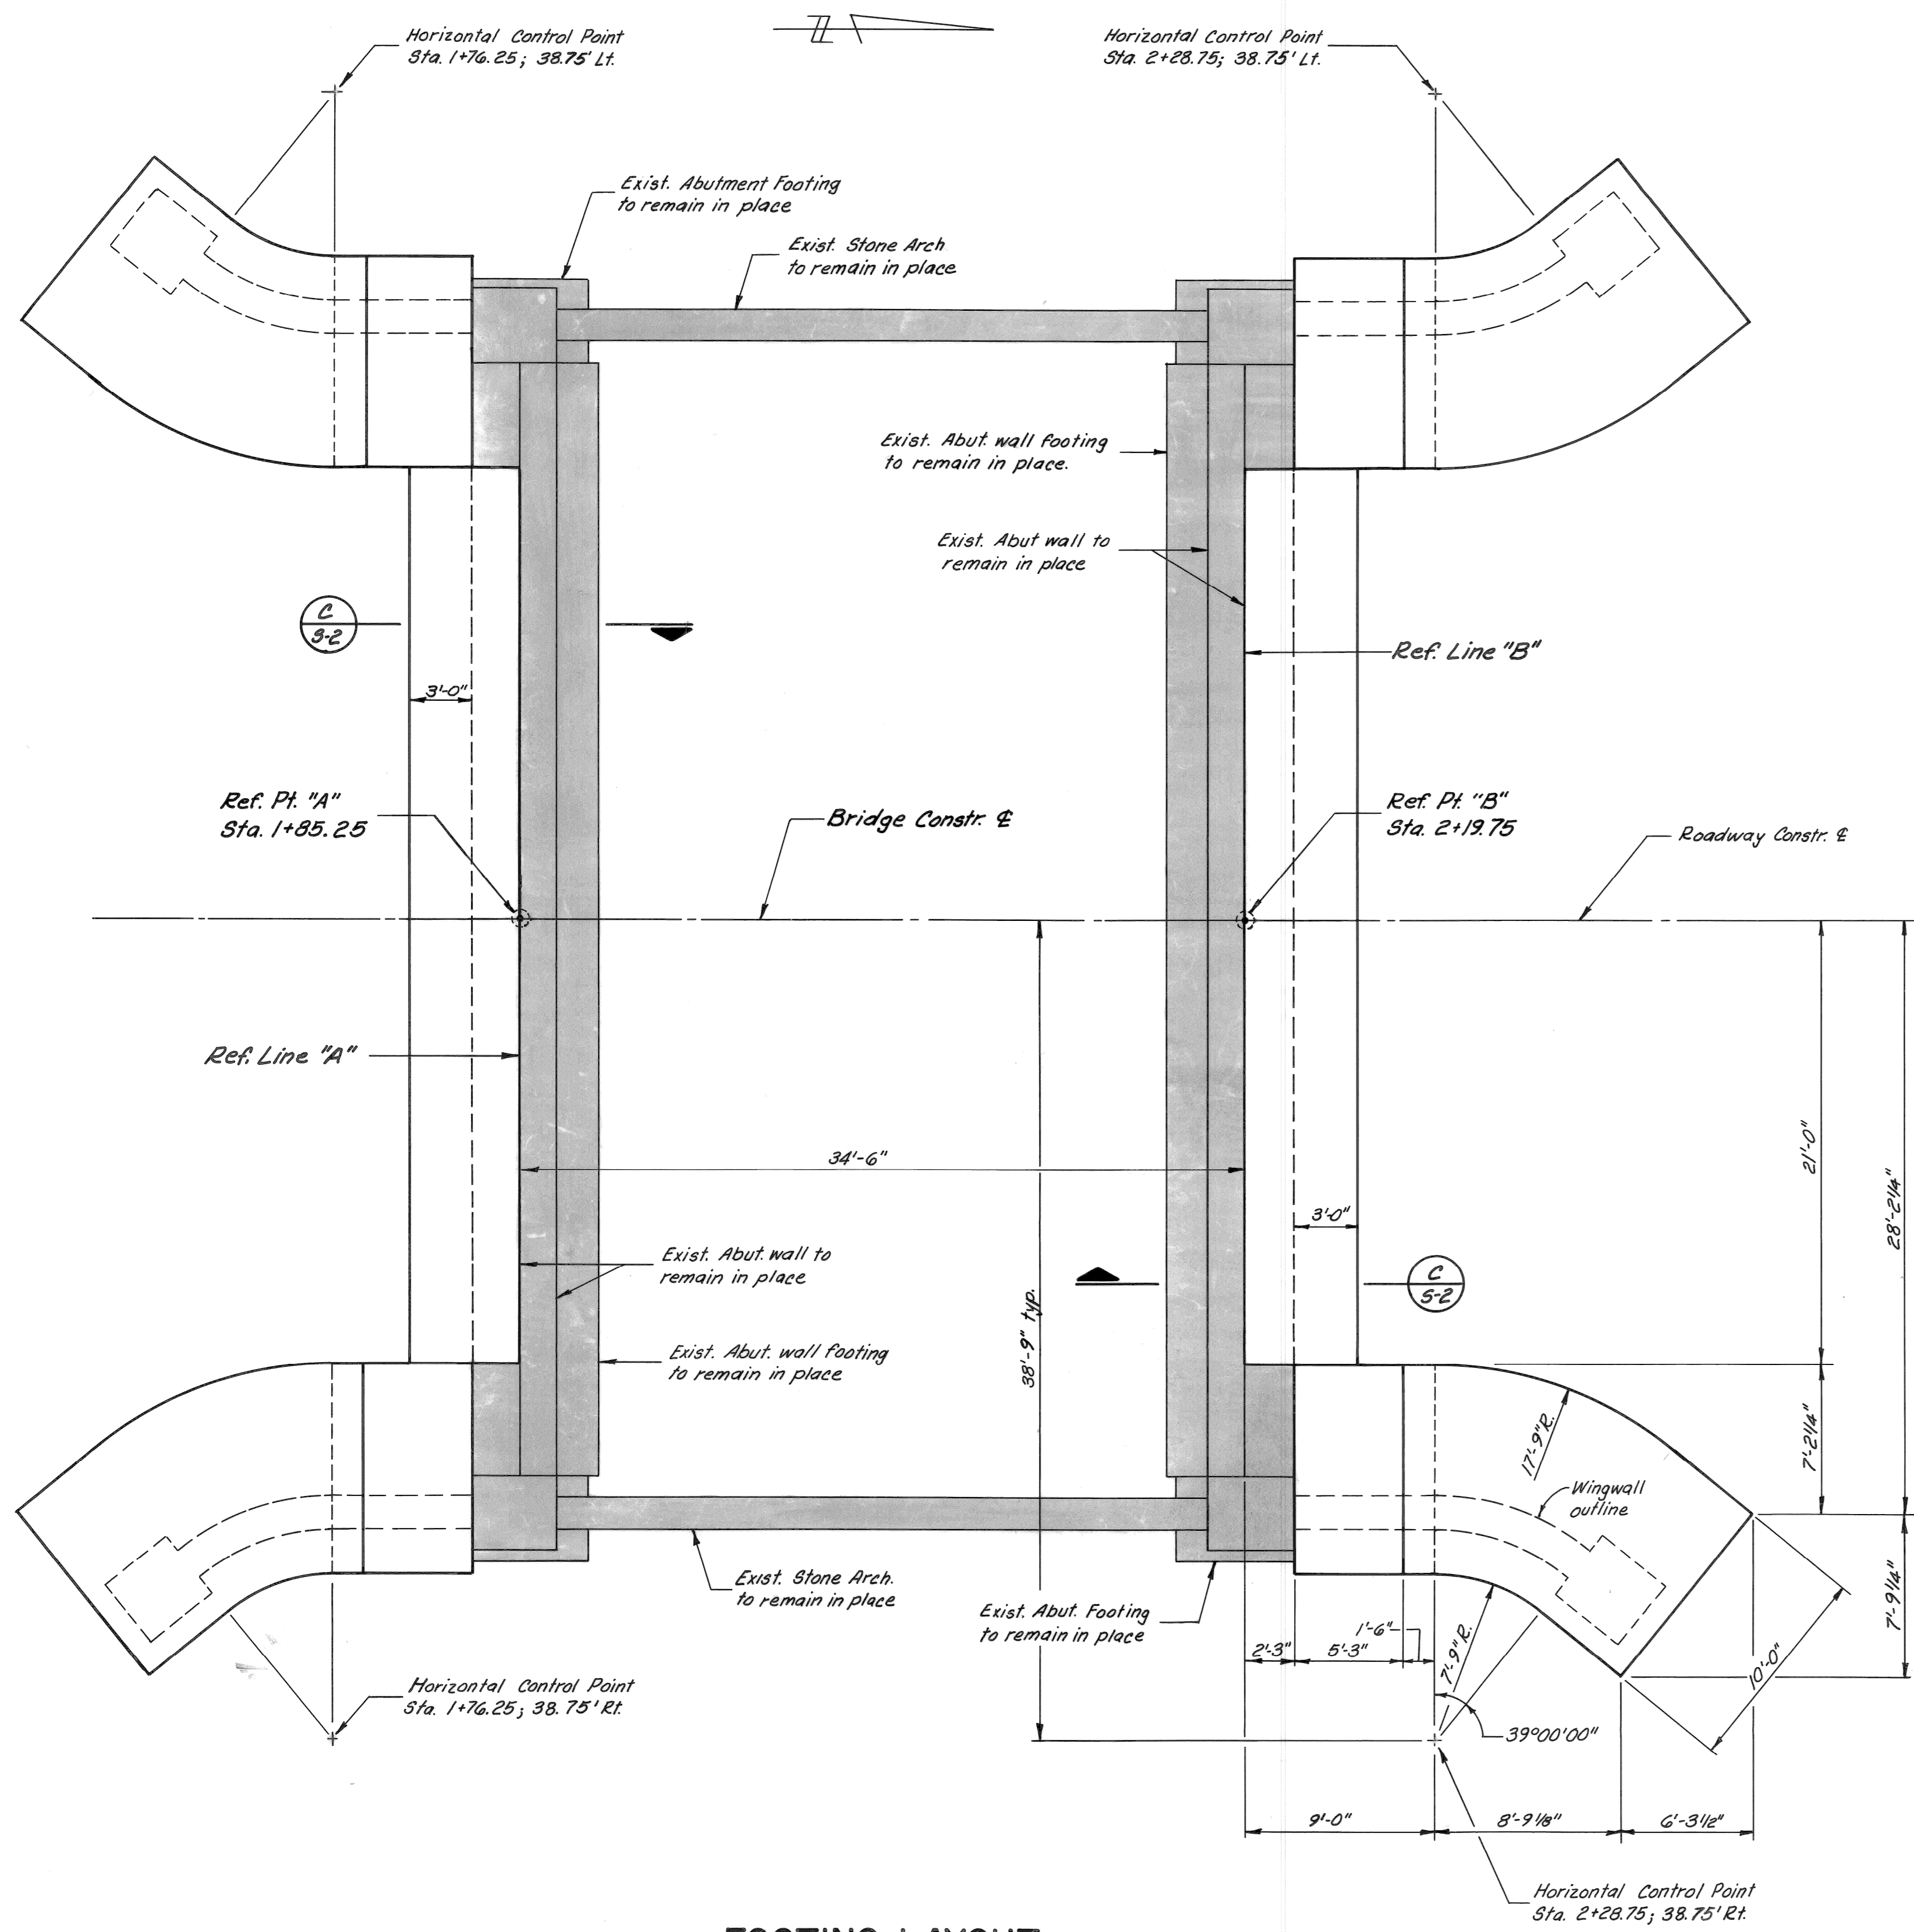 Horizontal Control Point
Sta. 1+76.25; 38.75' Lt.
Horizontal Control Point
Sta. 2+28.75; 38.75' Lt.
Exist. Abutment Footing
to remain in place
Exist. Stone Arch
to remain in place
Exist. Abut. wall footing
to remain in place.
Exist. Abut wall to
remain in place
C
S-2
Ref. Line "B"
3'-0"
Ref. Pt. "A"
Sta. 1+85.25
Bridge Constr. ℄
Ref. Pt. "B"
Sta. 2+19.75
Roadway Constr. ℄
Ref. Line "A"
34'-6"
21'-0"
28'-2 1/4"
3'-0"
Exist. Abut. wall to
remain in place
C
S-2
38'-9" typ.
Exist. Abut. wall footing
to remain in place
17'-9" R.
7'-2 1/4"
Wingwall
outline
Exist. Stone Arch.
to remain in place
Exist. Abut. Footing
to remain in place
2'-3"
5'-3"
1'-6"
7'-9" R.
7'-9 1/4"
10'-0"
Horizontal Control Point
Sta. 1+76.25; 38.75' Rt.
39°00'00"
9'-0"
8'-9 1/8"
6'-3 1/2"
Horizontal Control Point
Sta. 2+28.75; 38.75' Rt.
FOOTING LAYOUT